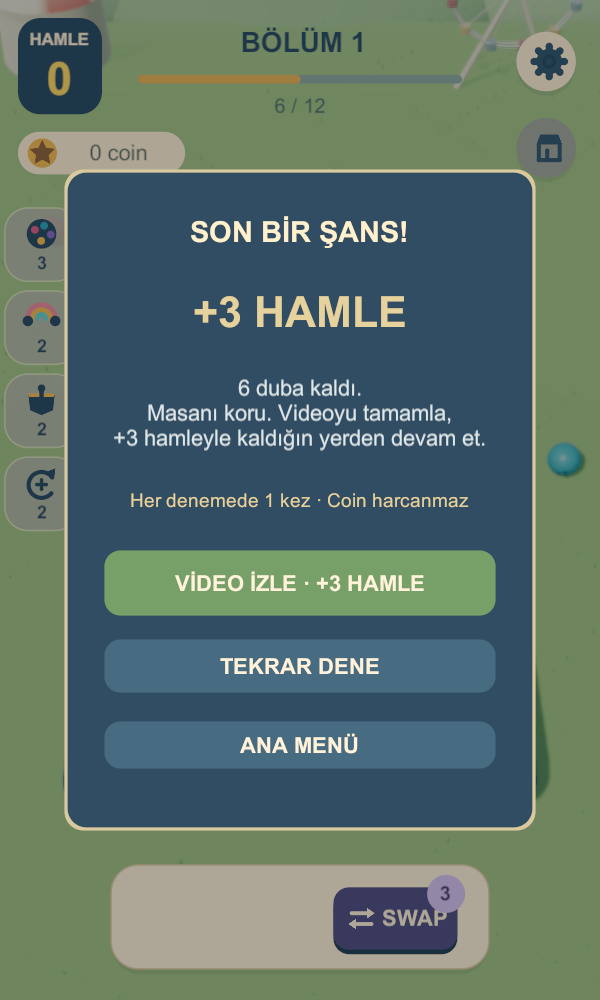 HAMLE
0
BÖLÜM 1
6 / 12
0 coin
3
2
2
2
SON BİR ŞANS!
+3 HAMLE
6 duba kaldı.
Masanı koru. Videoyu tamamla,
+3 hamleyle kaldığın yerden devam et.
Her denemede 1 kez · Coin harcanmaz
VİDEO İZLE · +3 HAMLE
TEKRAR DENE
ANA MENÜ
3
SWAP